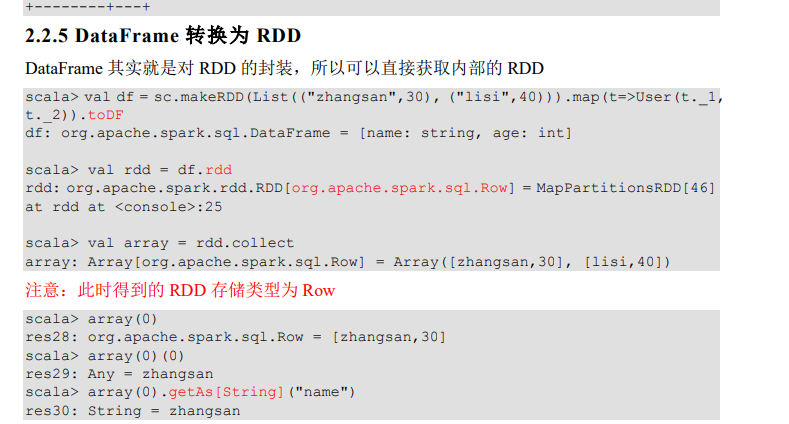 +--------+---+
2.2.5 DataFrame 转换为 RDD
DataFrame 其实就是对 RDD 的封装，所以可以直接获取内部的 RDD
scala> val df = sc.makeRDD(List(("zhangsan",30), ("lisi",40))).map(t=>User(t._1,
t._2)).toDF
df: org.apache.spark.sql.DataFrame = [name: string, age: int]
scala> val rdd = df.rdd
rdd: org.apache.spark.rdd.RDD[org.apache.spark.sql.Row] = MapPartitionsRDD[46]
at rdd at <console>:25
scala> val array = rdd.collect
array: Array[org.apache.spark.sql.Row] = Array([zhangsan,30], [lisi,40])
注意：此时得到的 RDD 存储类型为 Row
scala> array(0)
res28: org.apache.spark.sql.Row = [zhangsan,30]
scala> array(0)(0)
res29: Any = zhangsan
scala> array(0).getAs[String]("name")
res30: String = zhangsan